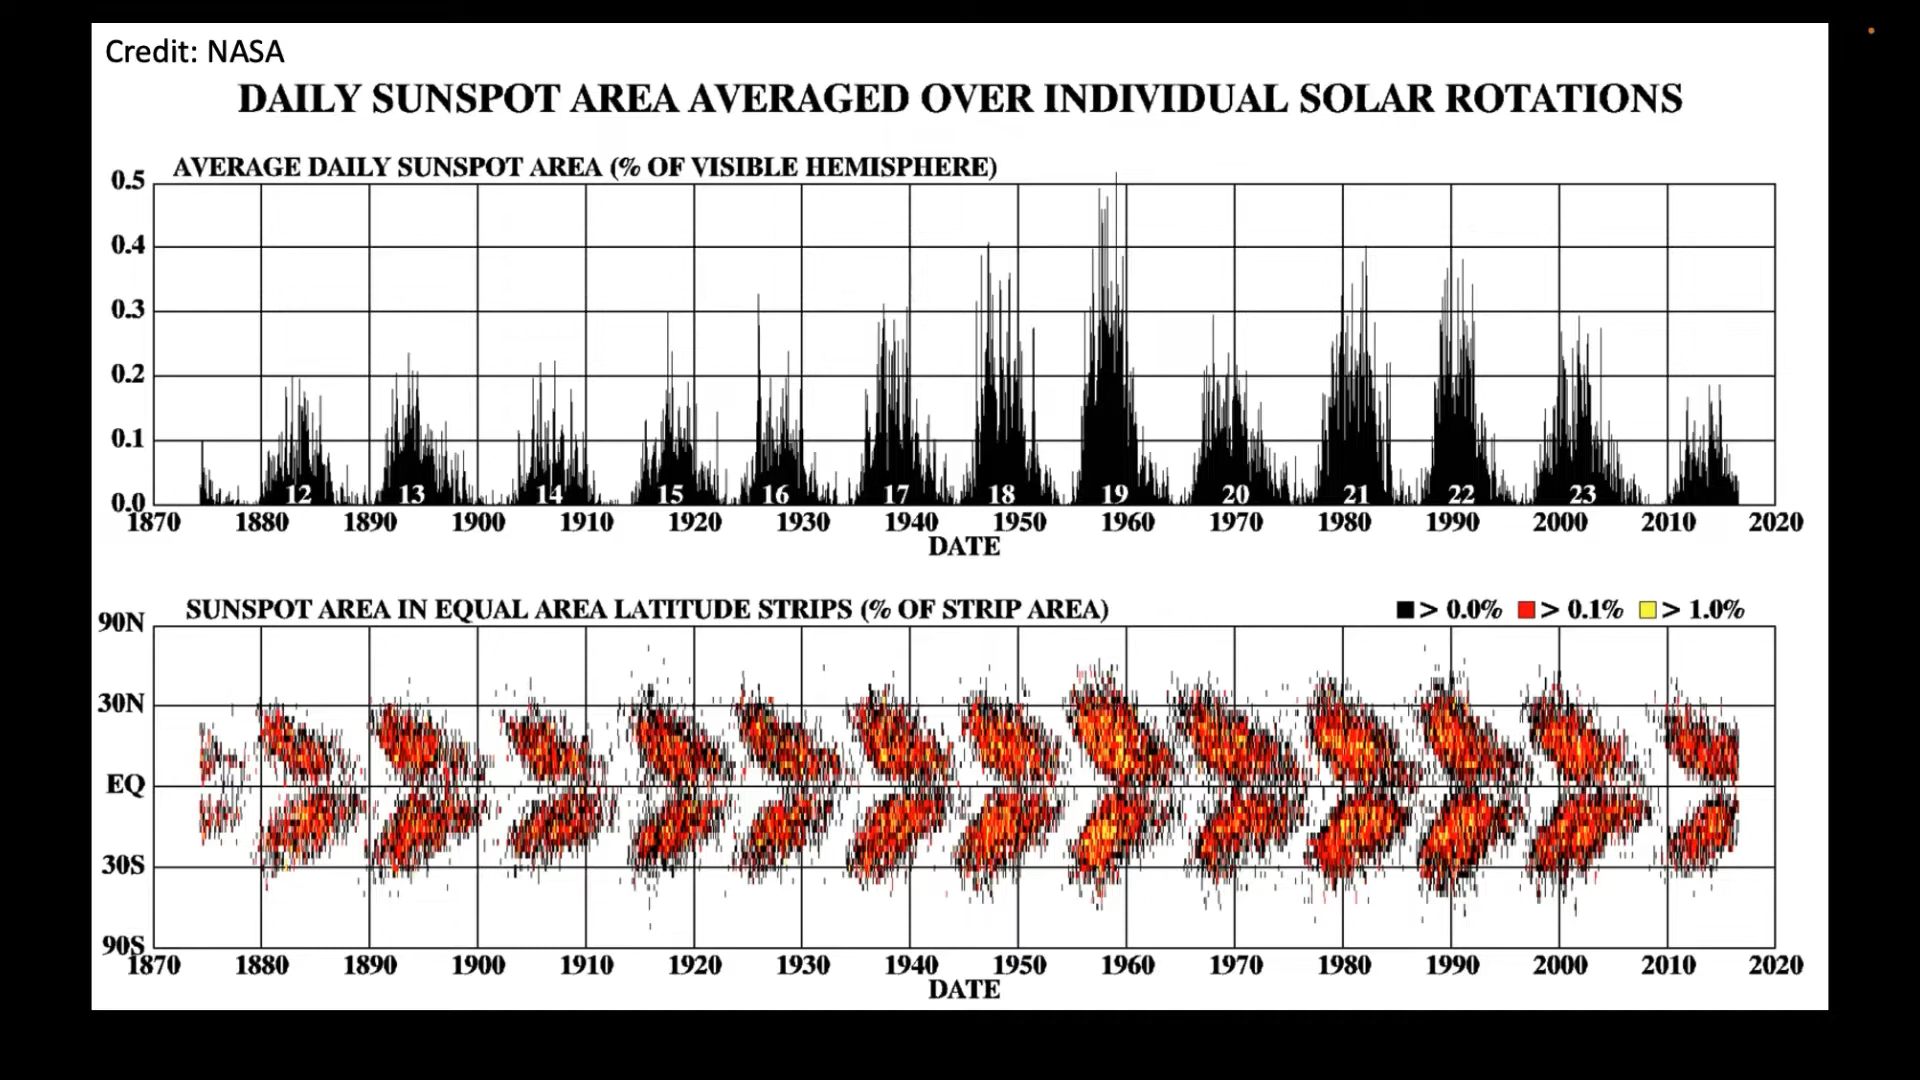 Credit: NASA
DAILY SUNSPOT AREA AVERAGED OVER INDIVIDUAL SOLAR ROTATIONS
AVERAGE DAILY SUNSPOT AREA (% OF VISIBLE HEMISPHERE)
0.5
0.4
0.3
0.2
0.1
0.0
12 13 14 15 16 17 18 19 20 21 22 23
1870 1880 1890 1900 1910 1920 1930 1940 1950 1960 1970 1980 1990 2000 2010 2020
DATE
SUNSPOT AREA IN EQUAL AREA LATITUDE STRIPS (% OF STRIP AREA) > 0.0% > 0.1% > 1.0%
90N
30N
EQ
30S
90S
1870 1880 1890 1900 1910 1920 1930 1940 1950 1960 1970 1980 1990 2000 2010 2020
DATE